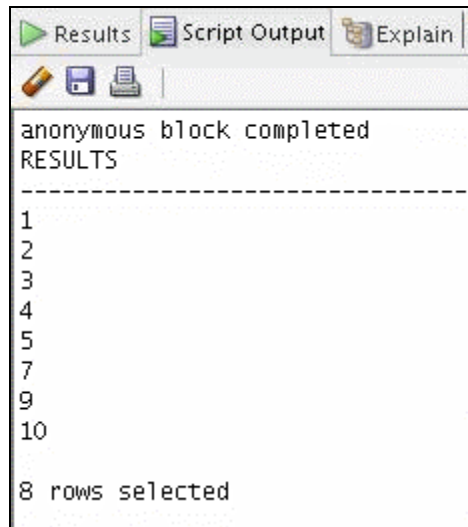 Results Script Output Explain
anonymous block completed
RESULTS
--------------------------------
1
2
3
4
5
7
9
10
8 rows selected